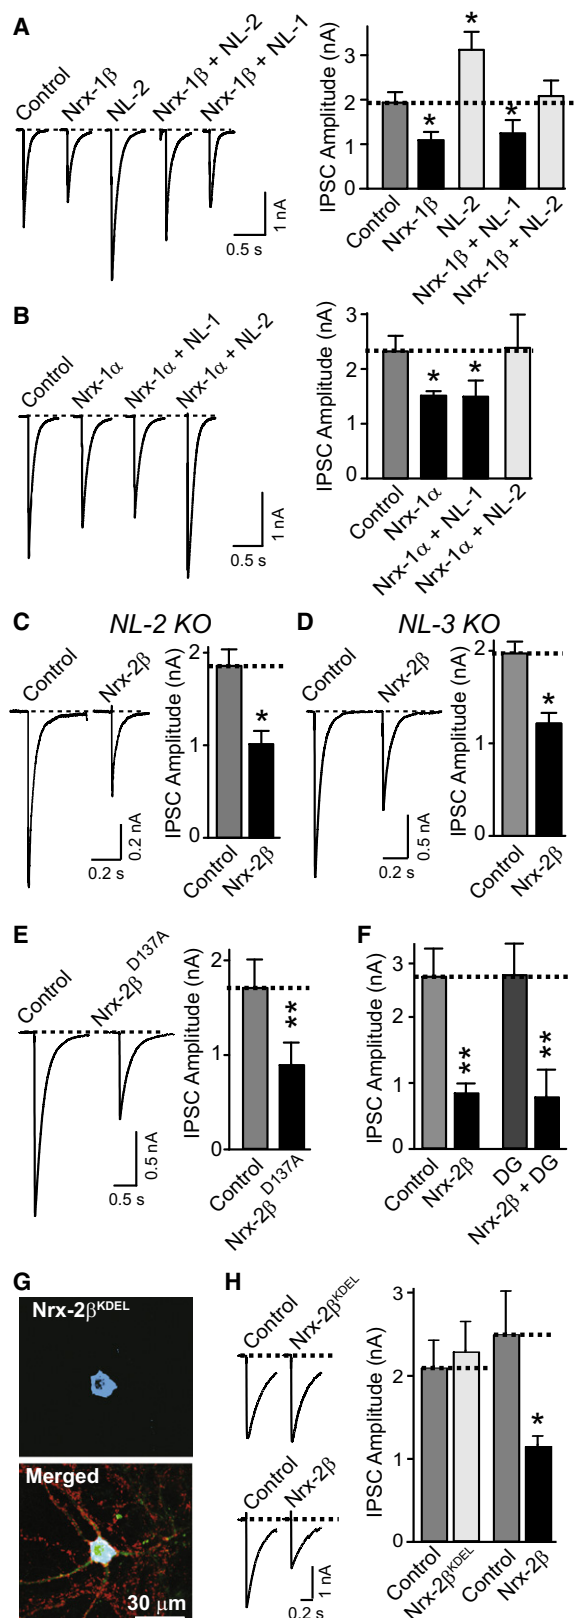 A
Control
Nrx-1β
NL-2
Nrx-1β + NL-2
Nrx-1β + NL-1
0.5 s
1 nA
IPSC Amplitude (nA)
3
2
1
0
*
*
*
Control
Nrx-1β
NL-2
Nrx-1β + NL-1
Nrx-1β + NL-2
B
Control
Nrx-1α
Nrx-1α + NL-1
Nrx-1α + NL-2
0.5 s
1 nA
IPSC Amplitude (nA)
3
2
1
0
*
*
Control
Nrx-1α
Nrx-1α + NL-1
Nrx-1α + NL-2
C
NL-2 KO
Control
Nrx-2β
0.2 s
0.2 nA
IPSC Amplitude (nA)
2
1
0
*
Control
Nrx-2β
D
NL-3 KO
Control
Nrx-2β
0.2 s
0.5 nA
IPSC Amplitude (nA)
2
1
0
*
Control
Nrx-2β
E
Control
Nrx-2β D137A
0.5 s
0.5 nA
IPSC Amplitude (nA)
2
1
0
**
Control
Nrx-2β D137A
F
IPSC Amplitude (nA)
3
2
1
0
**
**
Control
Nrx-2β
DG
Nrx-2β + DG
G
Nrx-2βKDEL
Merged
30 μm
H
Control
Nrx-2βKDEL
Control
Nrx-2β
0.2 s
1 nA
IPSC Amplitude (nA)
3
2
1
0
*
Control
Nrx-2βKDEL
Control
Nrx-2β